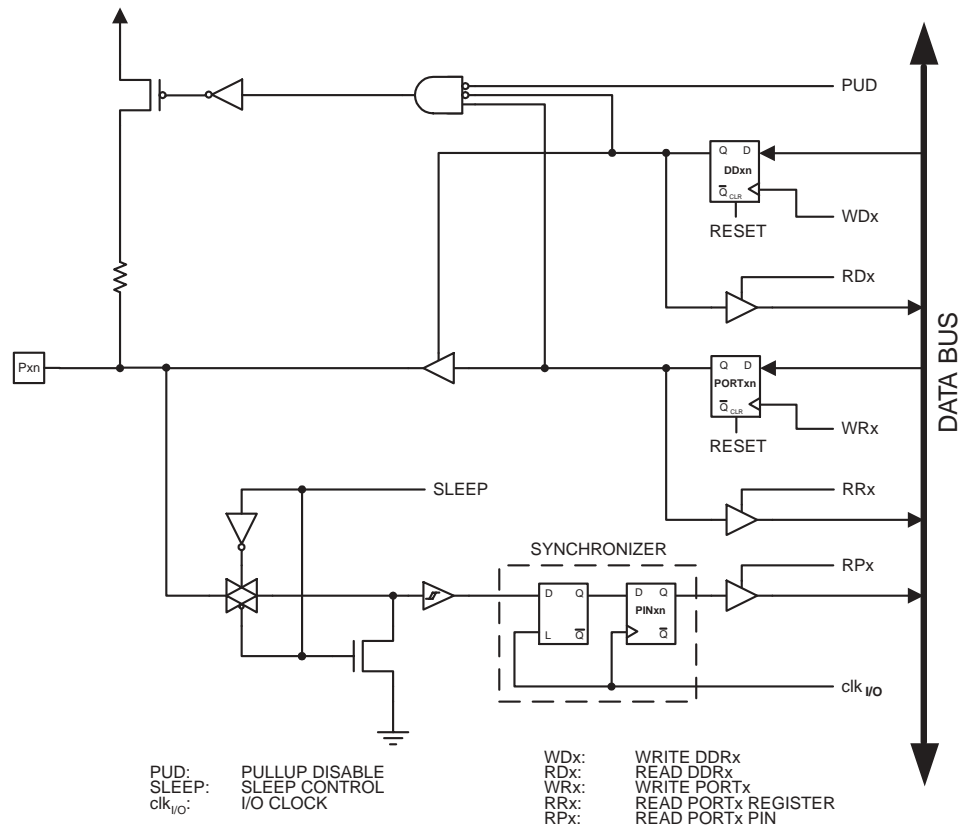 PUD
Q D
DDxn
Q CLR
WDx
RESET
RDx
Pxn
Q D
PORTxn
Q CLR
WRx
RESET
DATA BUS
SLEEP
RRx
SYNCHRONIZER
RPx
D Q
L Q
D Q
PINxn
Q
clk I/O
PUD: PULLUP DISABLE
SLEEP: SLEEP CONTROL
clkI/O: I/O CLOCK
WDx: WRITE DDRx
RDx: READ DDRx
WRx: WRITE PORTx
RRx: READ PORTx REGISTER
RPx: READ PORTx PIN